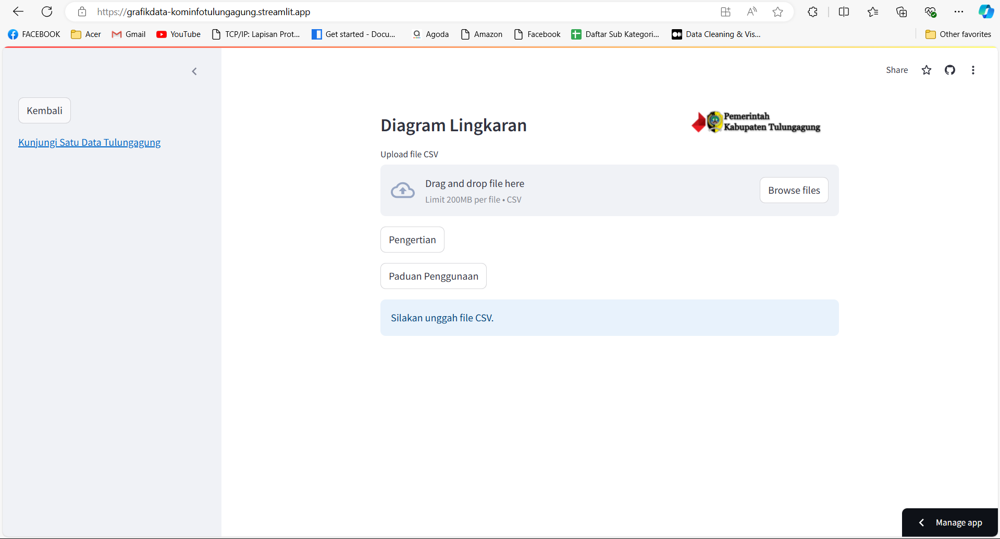 https://grafikdata-kominfotulungagung.streamlit.app
FACEBOOK Acer Gmail YouTube TCP/IP: Lapisan Prot... Get started - Docu... Agoda Amazon Facebook Daftar Sub Kategori... Data Cleaning & Vis... Other favorites
Share
Kembali
Kunjungi Satu Data Tulungagung
Diagram Lingkaran
Pemerintah
Kabupaten Tulungagung
Upload file CSV
Drag and drop file here
Limit 200MB per file • CSV
Browse files
Pengertian
Paduan Penggunaan
Silakan unggah file CSV.
Manage app